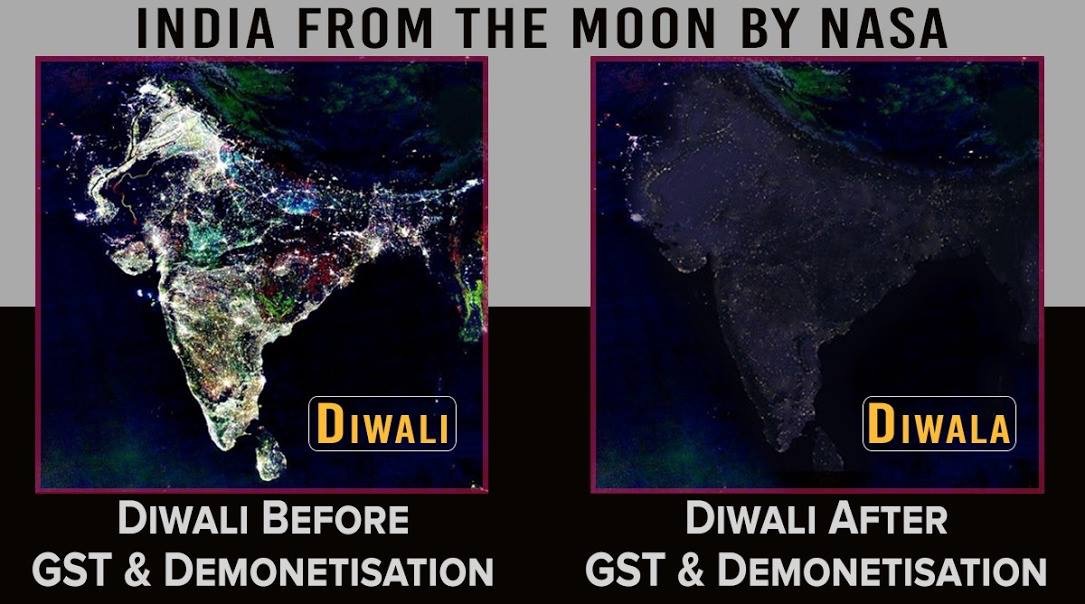 INDIA FROM THE MOON BY NASA
DIWALI
DIWALA
DIWALI BEFORE
GST & DEMONETISATION
DIWALI AFTER
GST & DEMONETISATION